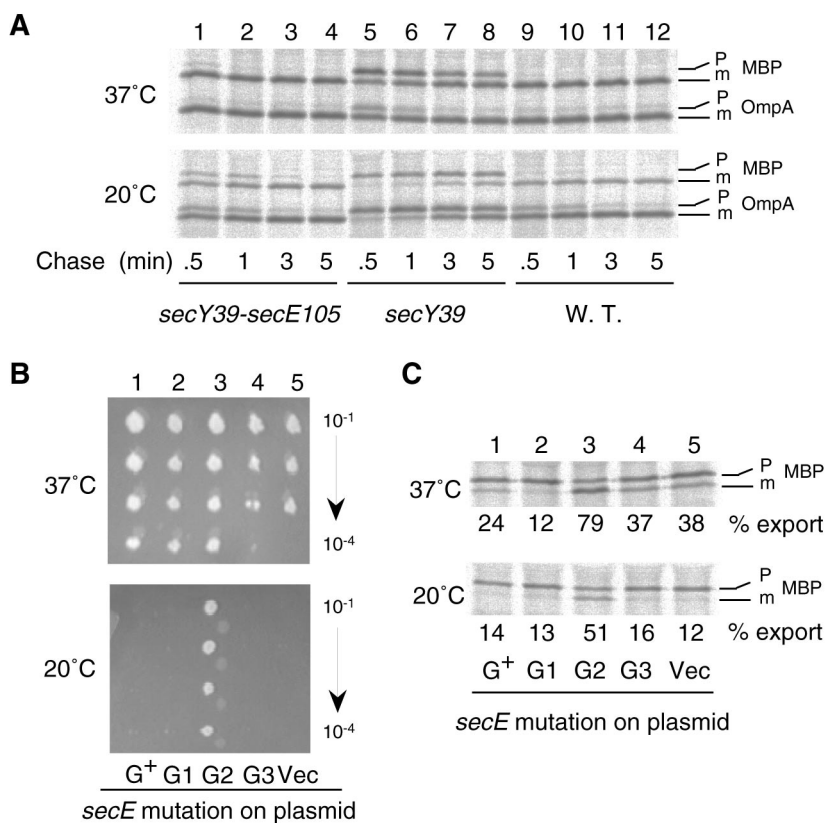 A
1 2 3 4 5 6 7 8 9 10 11 12
37˚C
P
m
MBP
P
m
OmpA
20˚C
P
m
MBP
P
m
OmpA
Chase (min) .5 1 3 5 .5 1 3 5 .5 1 3 5
secY39-secE105 secY39 W. T.
B
1 2 3 4 5
37˚C
10-1
10-4
20˚C
10-1
10-4
G+ G1 G2 G3 Vec
secE mutation on plasmid
C
1 2 3 4 5
37˚C
P
m
MBP
24 12 79 37 38 % export
20˚C
P
m
MBP
14 13 51 16 12 % export
G+ G1 G2 G3 Vec
secE mutation on plasmid